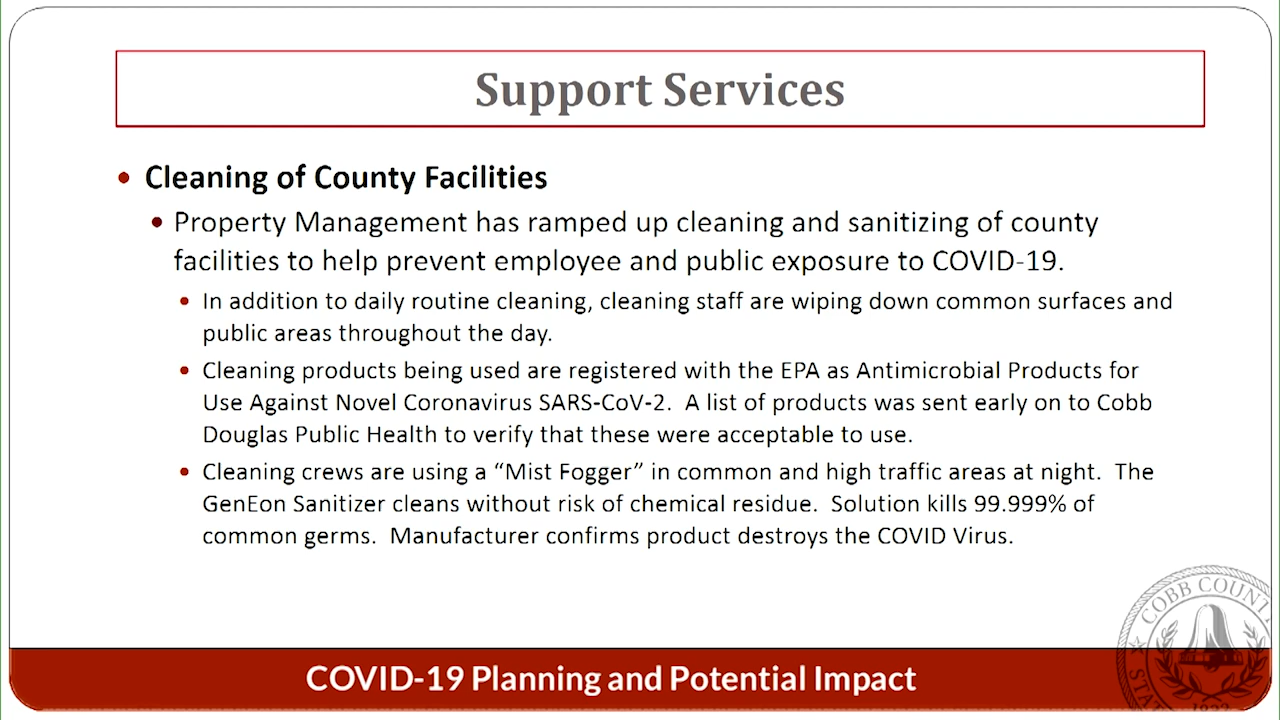 Support Services
• Cleaning of County Facilities
• Property Management has ramped up cleaning and sanitizing of county
facilities to help prevent employee and public exposure to COVID-19.
• In addition to daily routine cleaning, cleaning staff are wiping down common surfaces and
public areas throughout the day.
• Cleaning products being used are registered with the EPA as Antimicrobial Products for
Use Against Novel Coronavirus SARS-CoV-2.  A list of products was sent early on to Cobb
Douglas Public Health to verify that these were acceptable to use.
• Cleaning crews are using a “Mist Fogger” in common and high traffic areas at night.  The
GenEon Sanitizer cleans without risk of chemical residue.  Solution kills 99.999% of
common germs.  Manufacturer confirms product destroys the COVID Virus.
COBB COUNT
STAT
COVID-19 Planning and Potential Impact